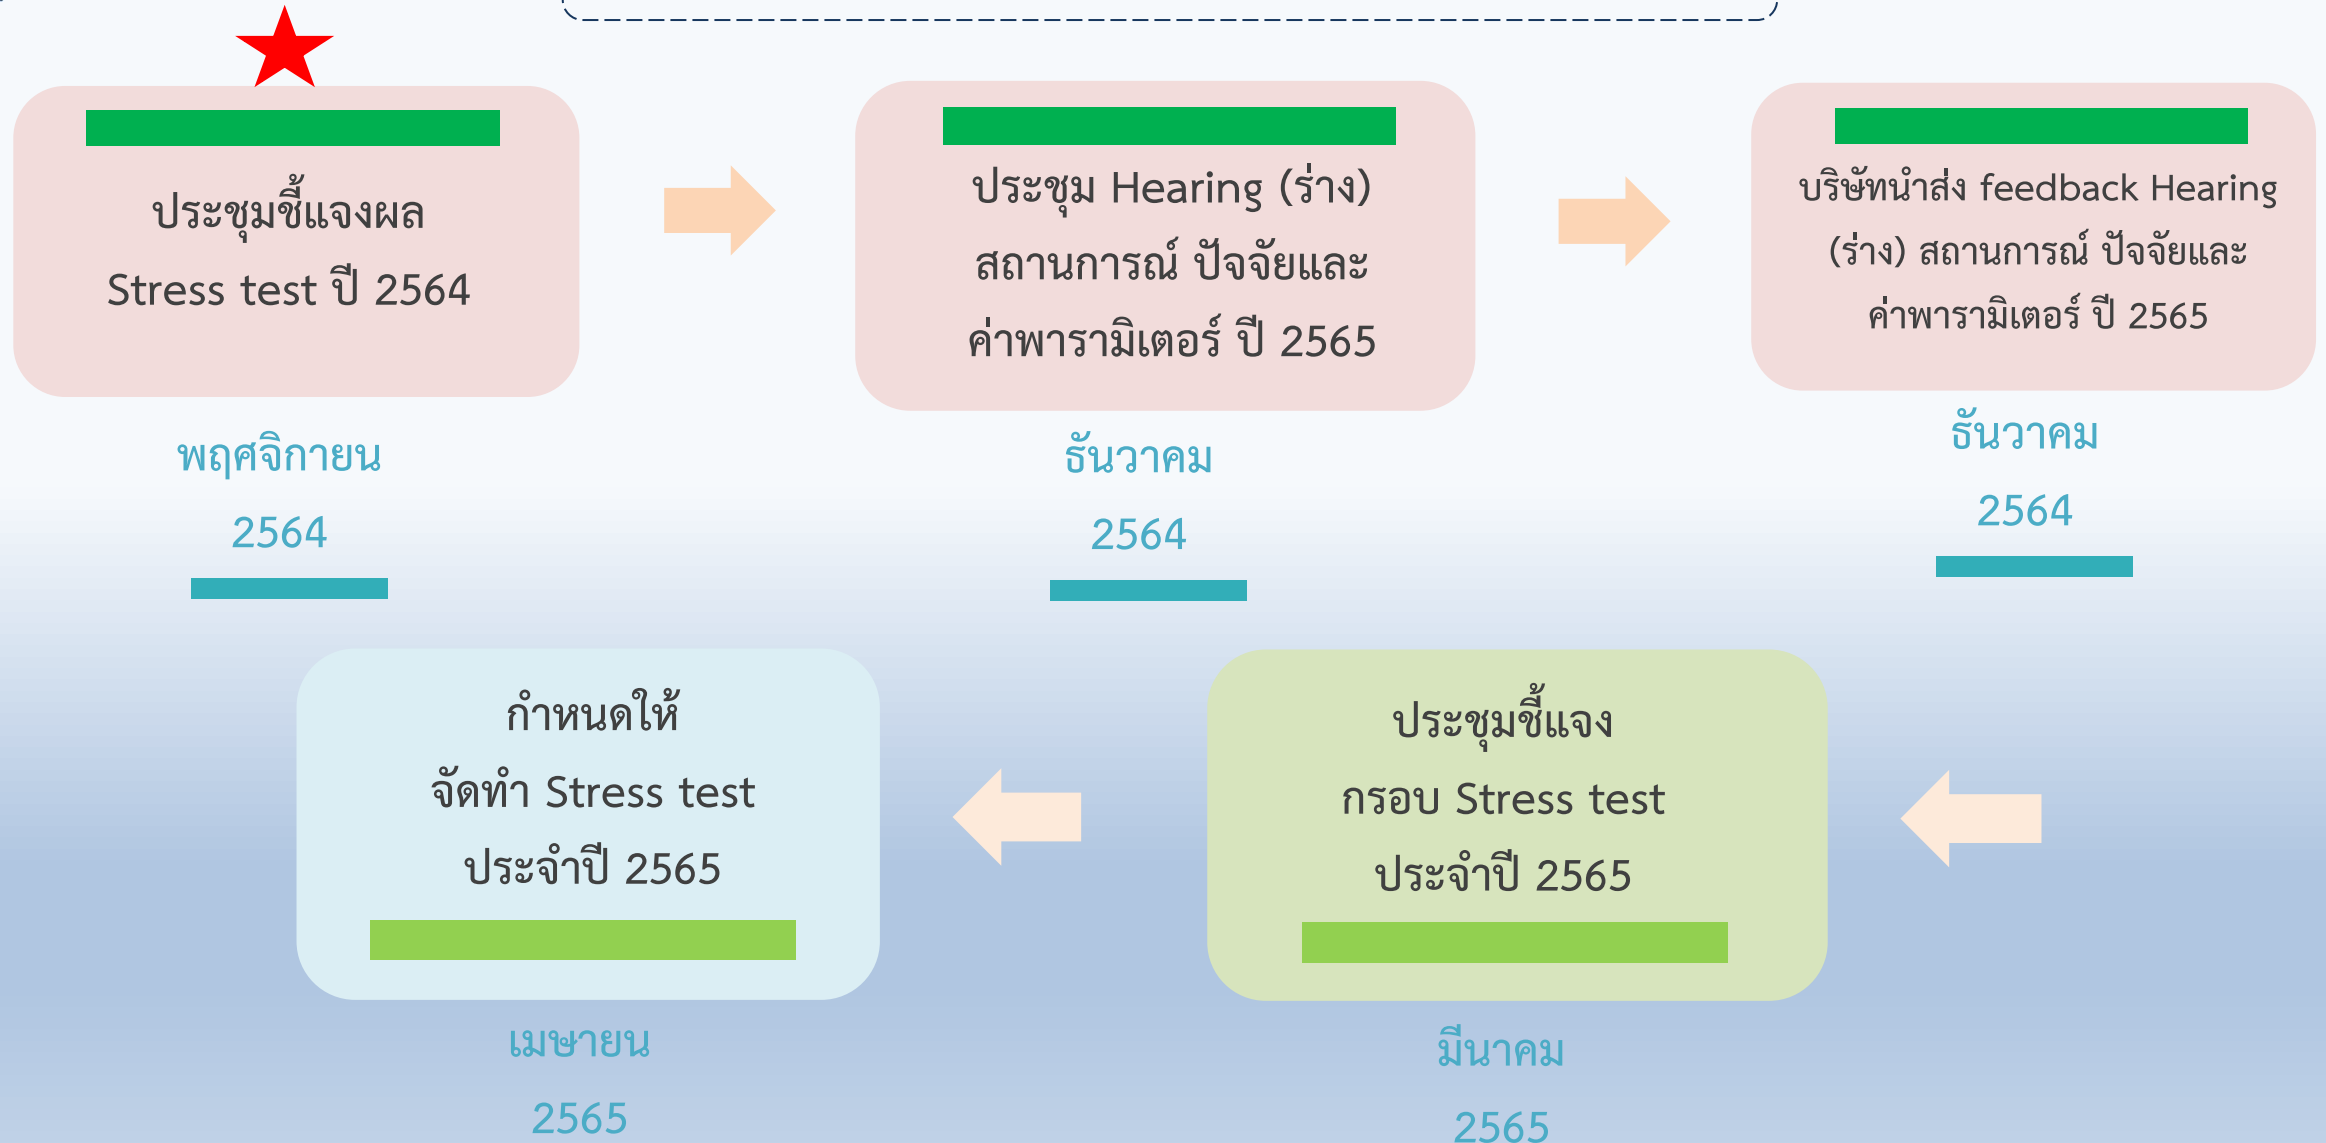 ประชุมชี้แจงผล
Stress test ปี 2564
พฤศจิกายน
2564
ประชุม Hearing (ร่าง)
สถานการณ์ ปัจจัยและ
ค่าพารามิเตอร์ ปี 2565
ธันวาคม
2564
บริษัทนำส่ง feedback Hearing
(ร่าง) สถานการณ์ ปัจจัยและ
ค่าพารามิเตอร์ ปี 2565
ธันวาคม
2564
ประชุมชี้แจง
กรอบ Stress test
ประจำปี 2565
มีนาคม
2565
กำหนดให้
จัดทำ Stress test
ประจำปี 2565
เมษายน
2565